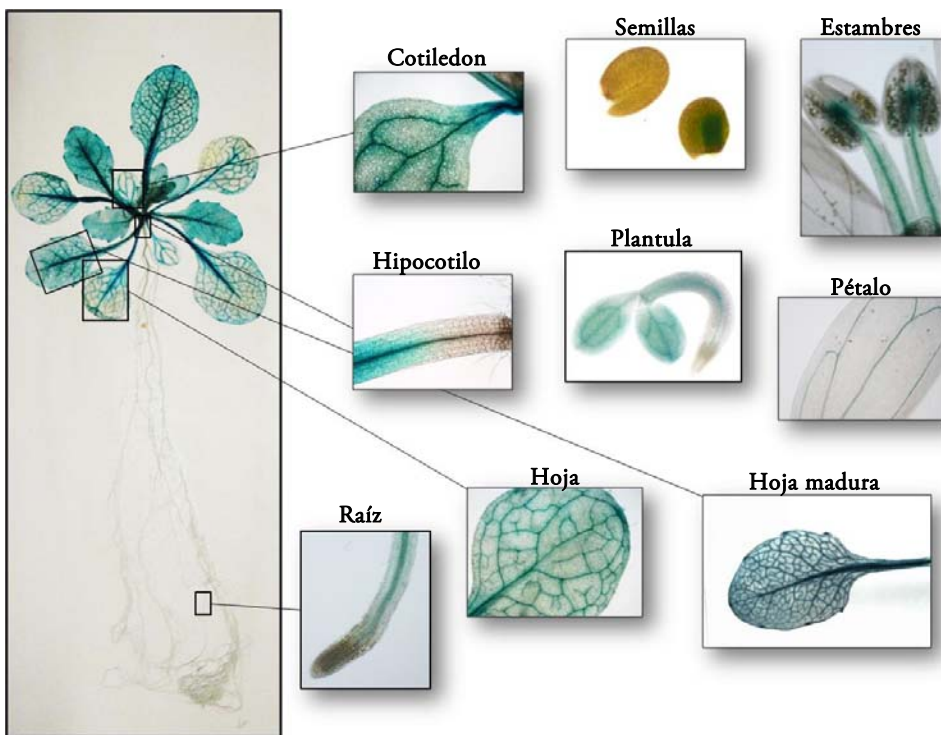 Semillas
Estambres
Cotiledon
Plantula
Hipocotilo
Pétalo
Hoja
Hoja madura
Raíz